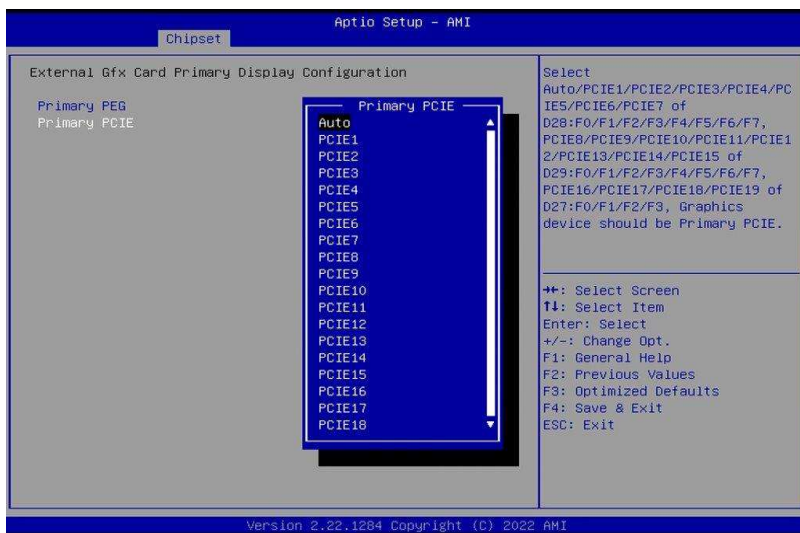 Aptio Setup - AMI
Chipset
External Gfx Card Primary Display Configuration
Primary PEG
Primary PCIE
Primary PCIE
Auto
PCIE1
PCIE2
PCIE3
PCIE4
PCIE5
PCIE6
PCIE7
PCIE8
PCIE9
PCIE10
PCIE11
PCIE12
PCIE13
PCIE14
PCIE15
PCIE16
PCIE17
PCIE18
Select
Auto/PCIE1/PCIE2/PCIE3/PCIE4/PC
IE5/PCIE6/PCIE7 of
D28:F0/F1/F2/F3/F4/F5/F6/F7,
PCIE8/PCIE9/PCIE10/PCIE11/PCIE1
2/PCIE13/PCIE14/PCIE15 of
D29:F0/F1/F2/F3/F4/F5/F6/F7,
PCIE16/PCIE17/PCIE18/PCIE19 of
D27:F0/F1/F2/F3, Graphics
device should be Primary PCIE.
→←: Select Screen
↑↓: Select Item
Enter: Select
+/-: Change Opt.
F1: General Help
F2: Previous Values
F3: Optimized Defaults
F4: Save & Exit
ESC: Exit
Version 2.22.1284 Copyright (C) 2022 AMI